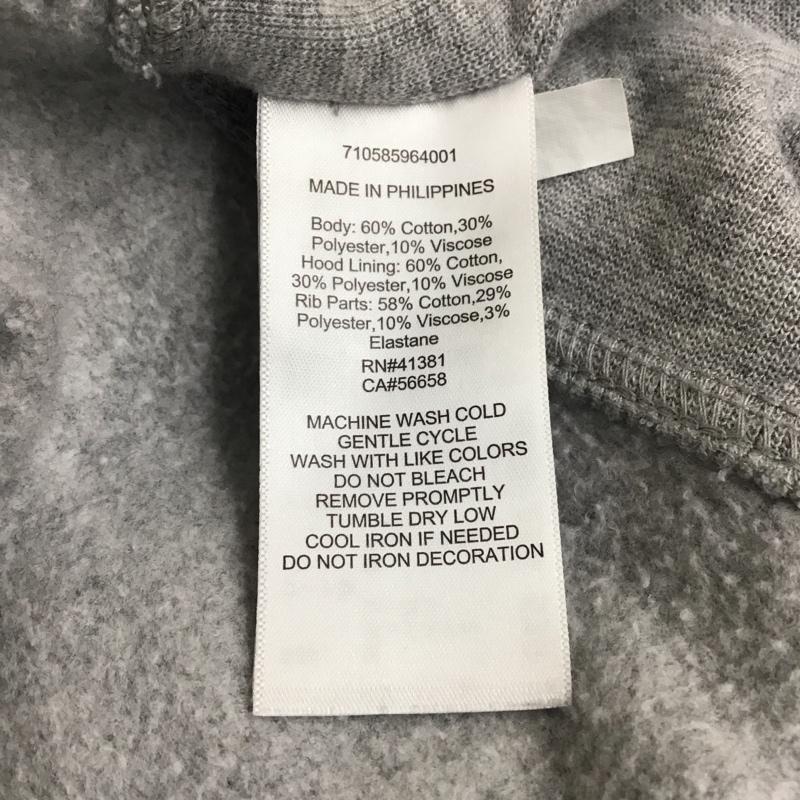 710585964001
MADE IN PHILIPPINES
Body: 60% Cotton,30%
Polyester,10% Viscose
Hood Lining: 60% Cotton,
30% Polyester,10% Viscose
Rib Parts: 58% Cotton,29%
Polyester,10% Viscose,3%
Elastane
RN#41381
CA#56658
MACHINE WASH COLD
GENTLE CYCLE
WASH WITH LIKE COLORS
DO NOT BLEACH
REMOVE PROMPTLY
TUMBLE DRY LOW
COOL IRON IF NEEDED
DO NOT IRON DECORATION